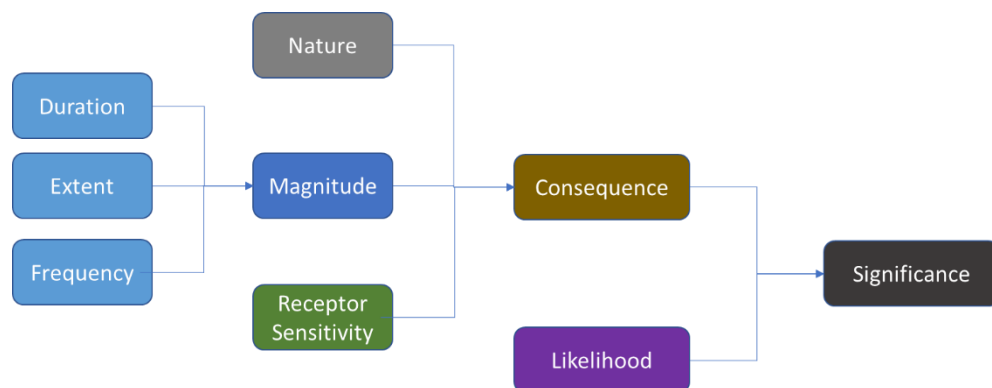 Nature
Duration
Extent
Magnitude
Consequence
Frequency
Significance
Receptor
Sensitivity
Likelihood